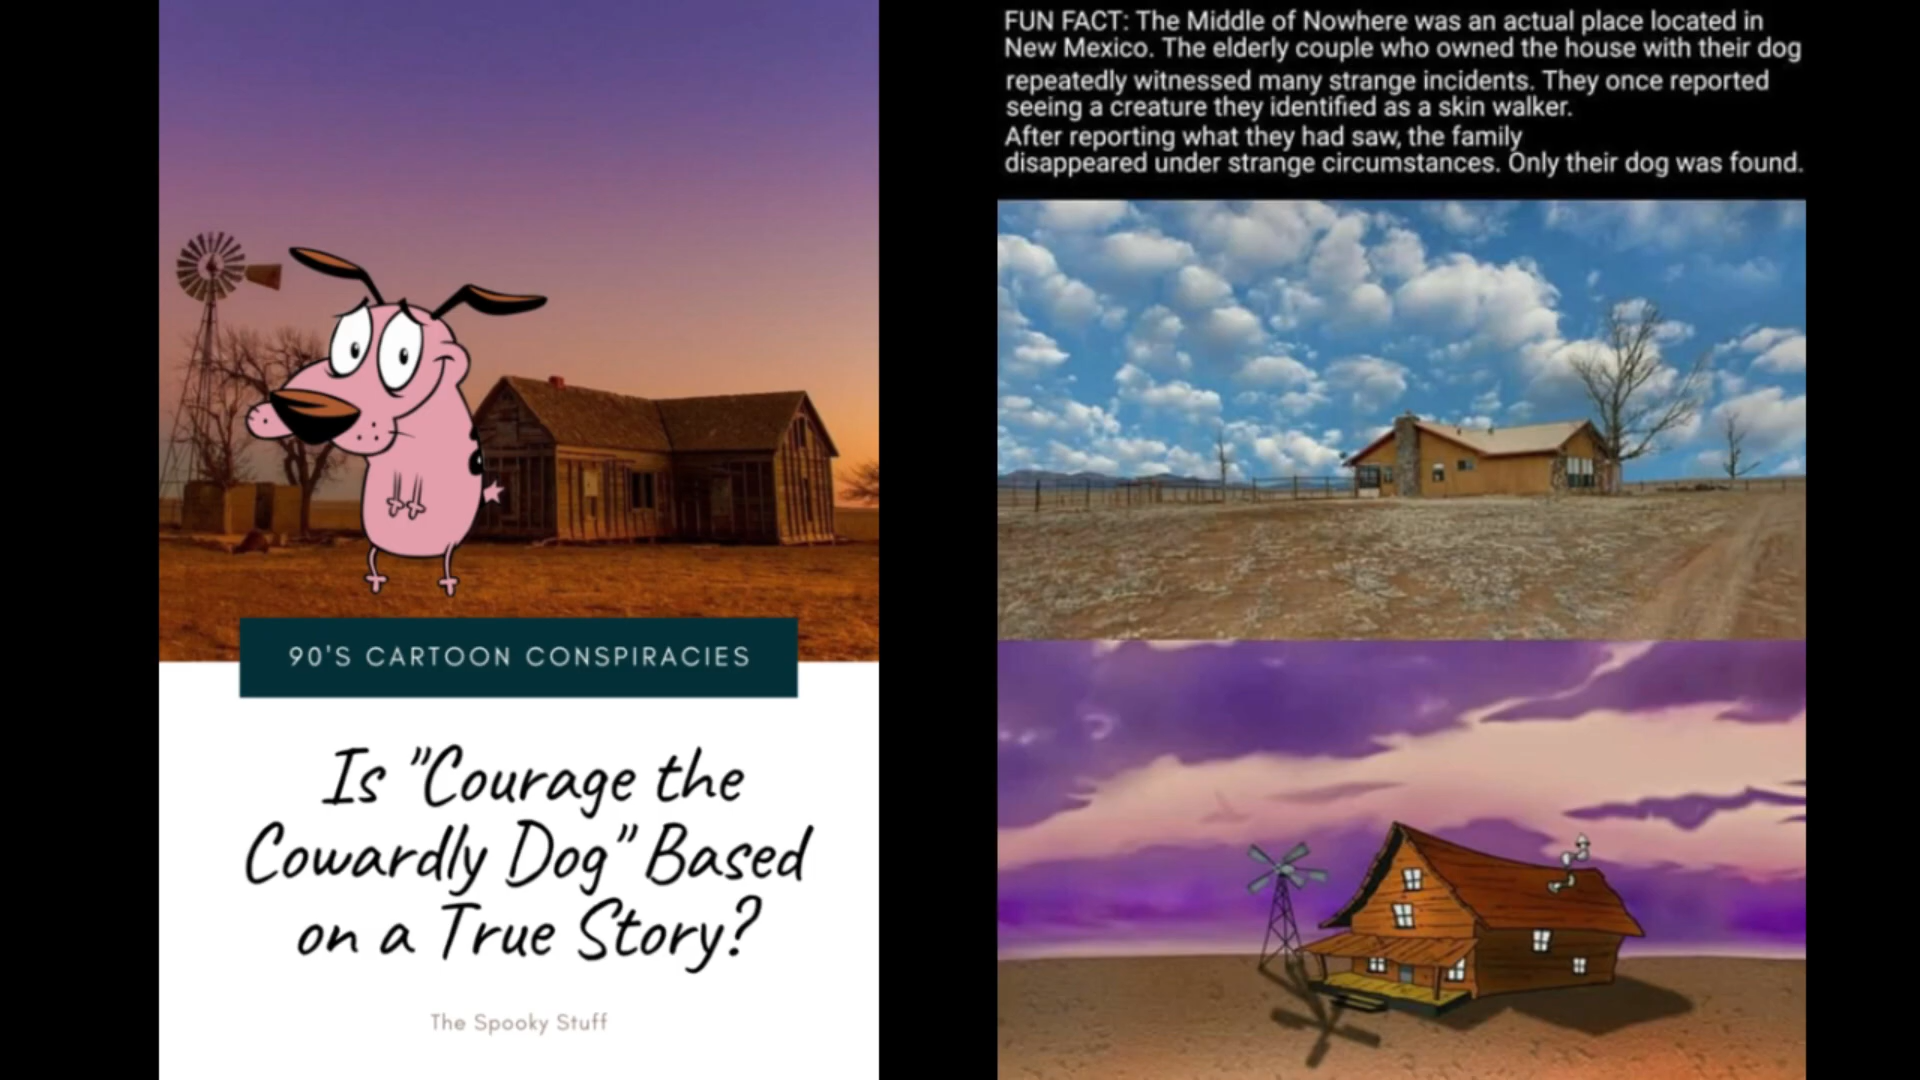 90'S CARTOON CONSPIRACIES
Is "Courage the
Cowardly Dog" Based
on a True Story?
The Spooky Stuff
FUN FACT: The Middle of Nowhere was an actual place located in
New Mexico. The elderly couple who owned the house with their dog
repeatedly witnessed many strange incidents. They once reported
seeing a creature they identified as a skin walker.
After reporting what they had saw, the family
disappeared under strange circumstances. Only their dog was found.